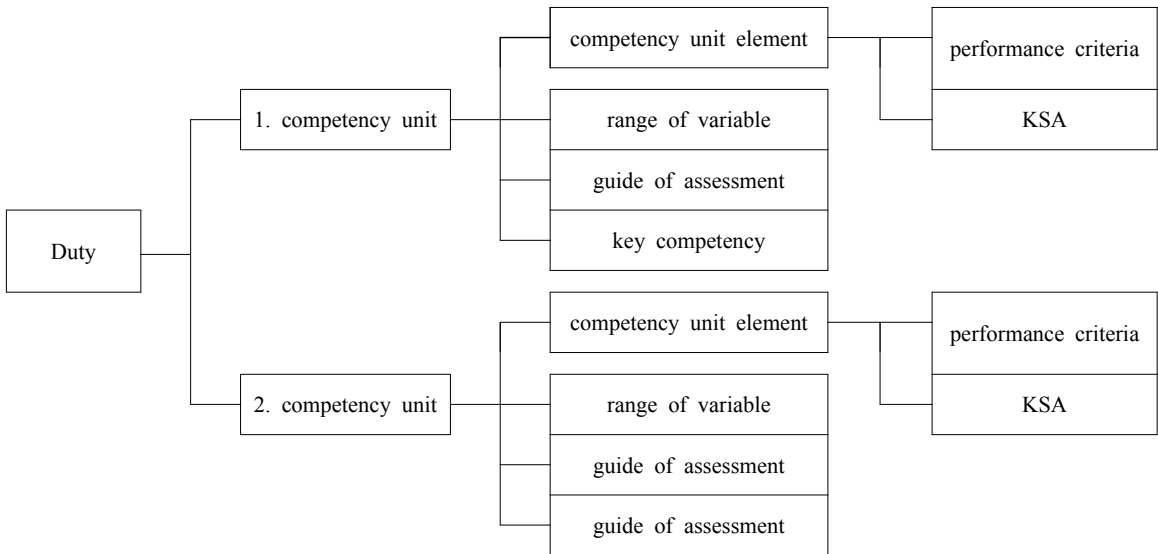 Duty
1. competency unit
competency unit element
performance criteria
KSA
range of variable
guide of assessment
key competency
2. competency unit
competency unit element
performance criteria
KSA
range of variable
guide of assessment
guide of assessment